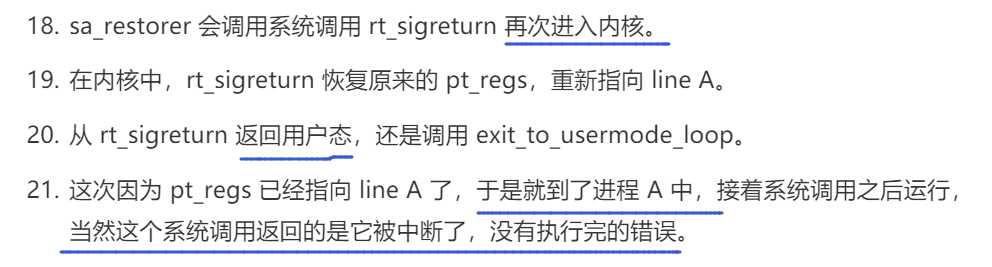 18. sa_restorer 会调用系统调用 rt_sigreturn 再次进入内核。
19. 在内核中，rt_sigreturn 恢复原来的 pt_regs，重新指向 line A。
20. 从 rt_sigreturn 返回用户态，还是调用 exit_to_usermode_loop。
21. 这次因为 pt_regs 已经指向 line A 了，于是就到了进程 A 中，接着系统调用之后运行，
当然这个系统调用返回的是它被中断了，没有执行完的错误。